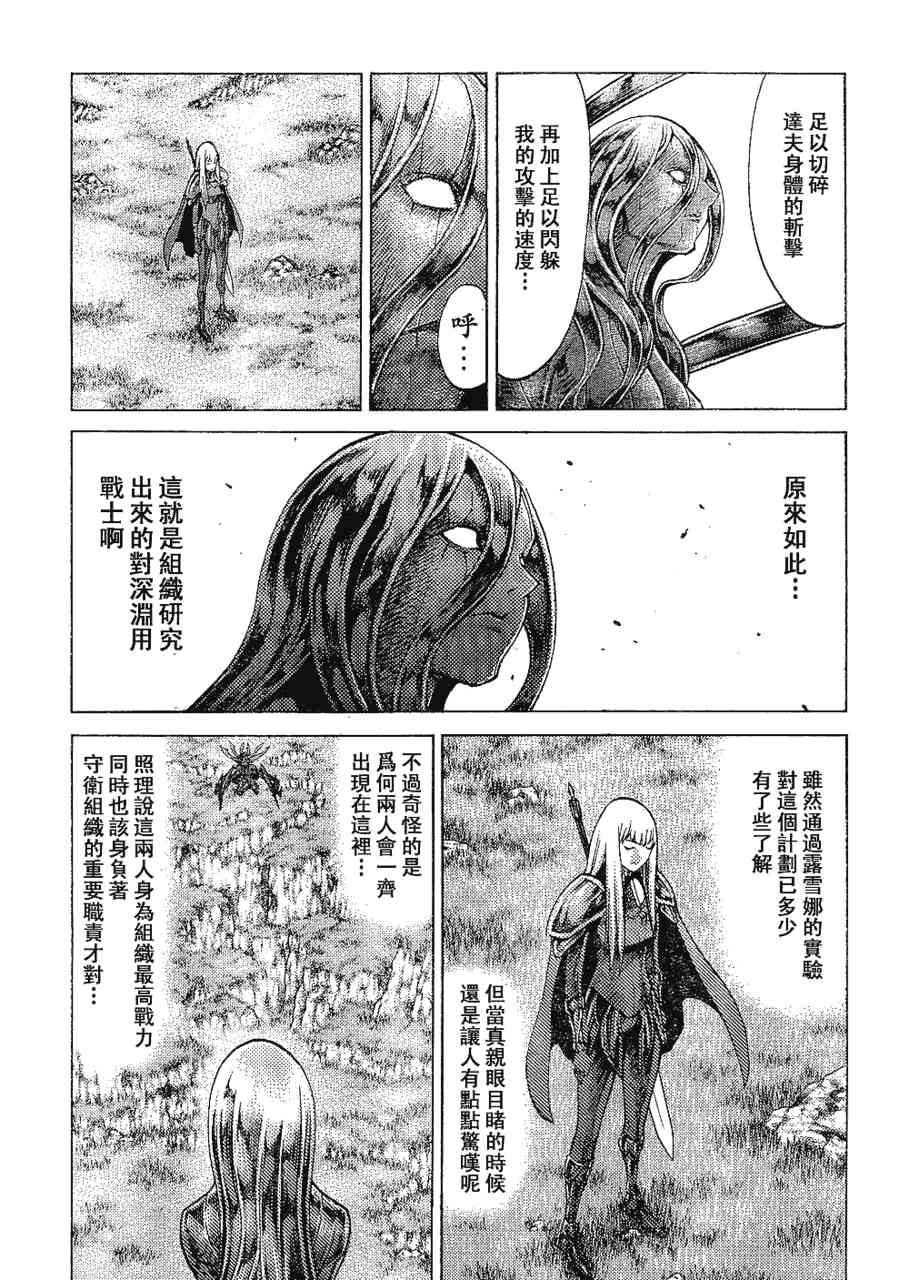 足以切碎
達夫身體的斬擊
再加上足以閃躲
我的攻擊的速度…
呼…
原來如此…
這就是組織研究
出來的對深淵用
戰士啊
雖然通過露雪娜的實驗
對這個計劃已多少
有了些了解
但當真親眼目睹的時候
還是讓人有點點驚嘆呢
不過奇怪的是
爲何兩人會一齊
出現在這裡…
照理說這兩人身為組織最高戰力
同時也該身負著
守衛組織的重要職責才對…